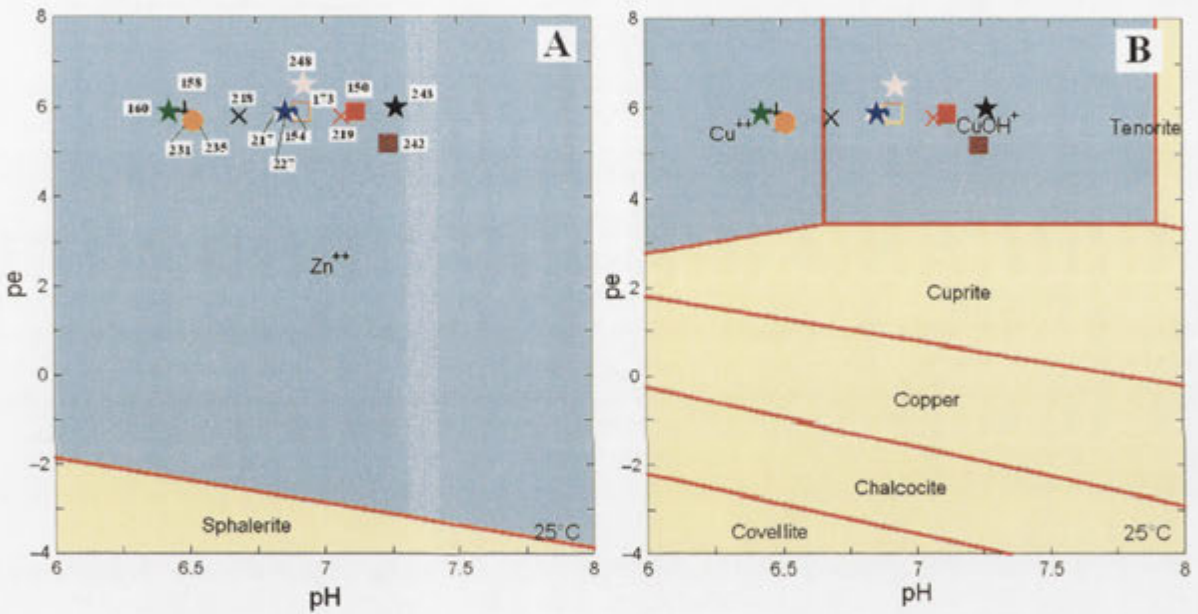 8
6
4
2
0
−2
−4
pe
6
6.5
7
7.5
8
pH
A
248
158
160
218
173
150
243
231
235
217
154
219
242
227
Zn++
Sphalerite
25°C
8
6
4
2
0
−2
−4
pe
6
6.5
7
7.5
8
pH
B
Cu++
CuOH+
Tenorite
Cuprite
Copper
Chalcocite
Covellite
25°C